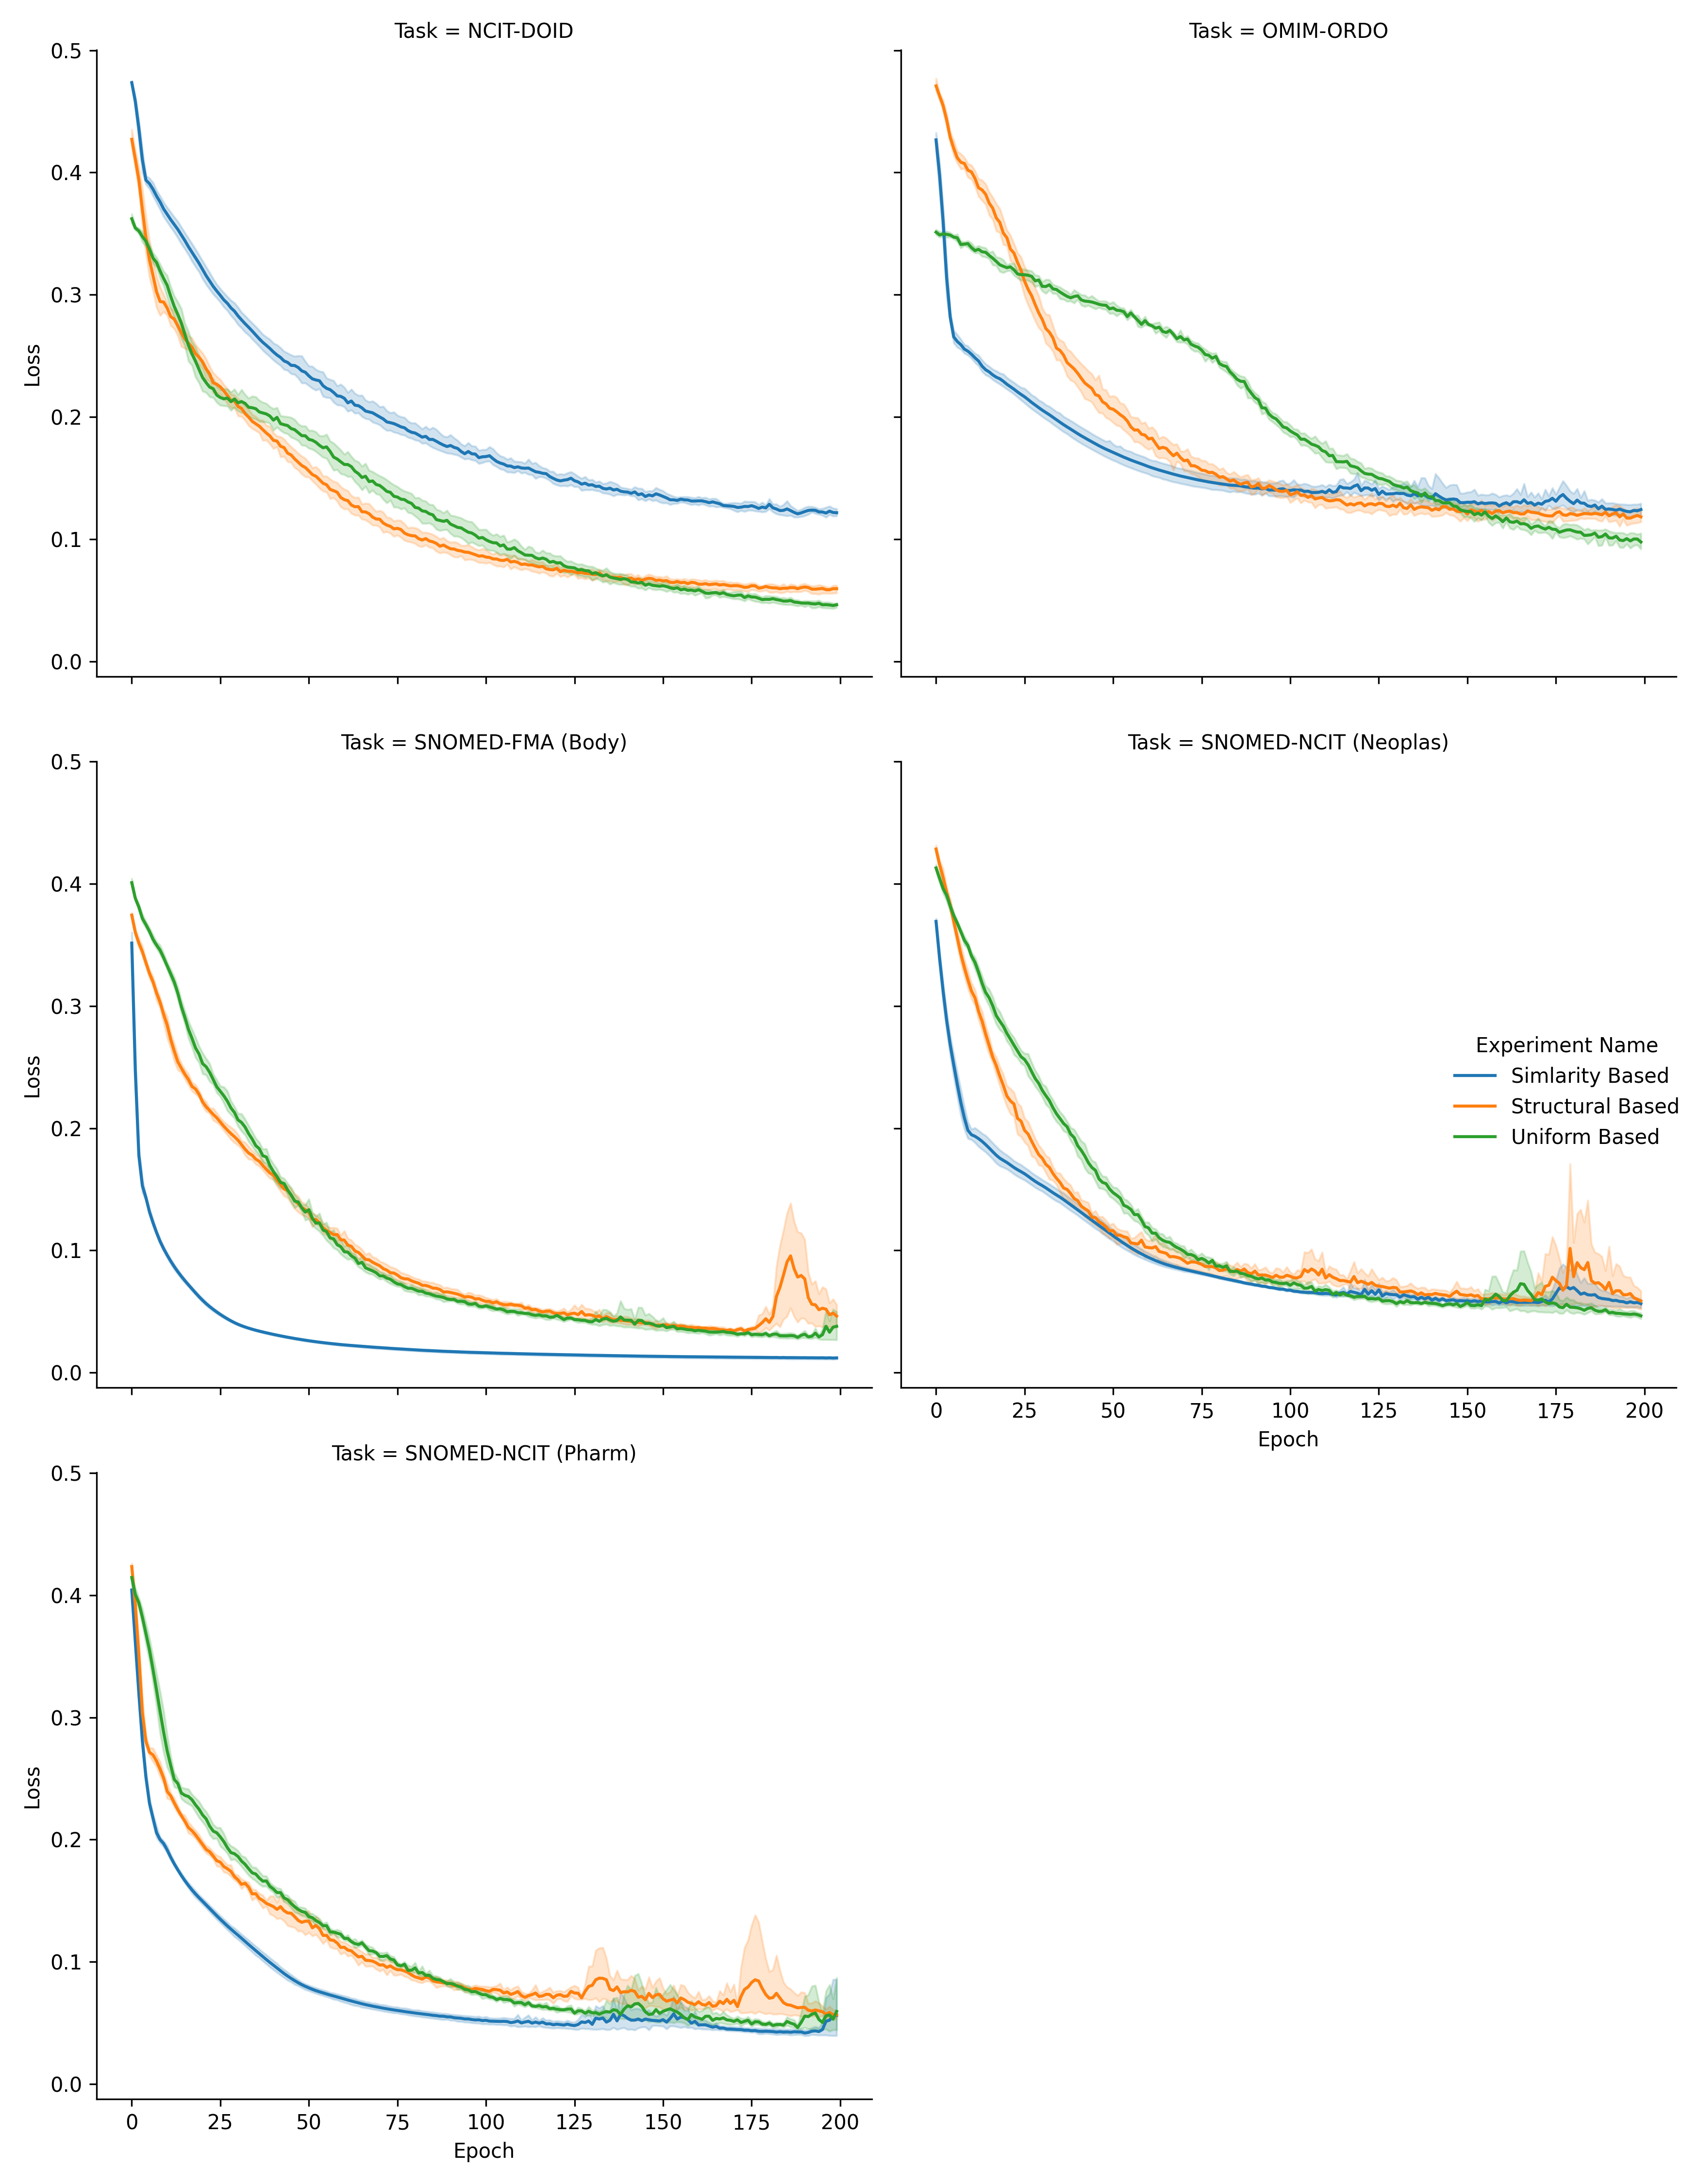 Task = NCIT-DOID
0.5
0.4
0.3
0.2
0.1
0.0
Loss
Task = OMIM-ORDO
Task = SNOMED-FMA (Body)
0.5
0.4
0.3
0.2
0.1
0.0
Loss
Task = SNOMED-NCIT (Neoplas)
Experiment Name
Simlarity Based
Structural Based
Uniform Based
0 25 50 75 100 125 150 175 200
Epoch
Task = SNOMED-NCIT (Pharm)
0.5
0.4
0.3
0.2
0.1
0.0
Loss
0 25 50 75 100 125 150 175 200
Epoch